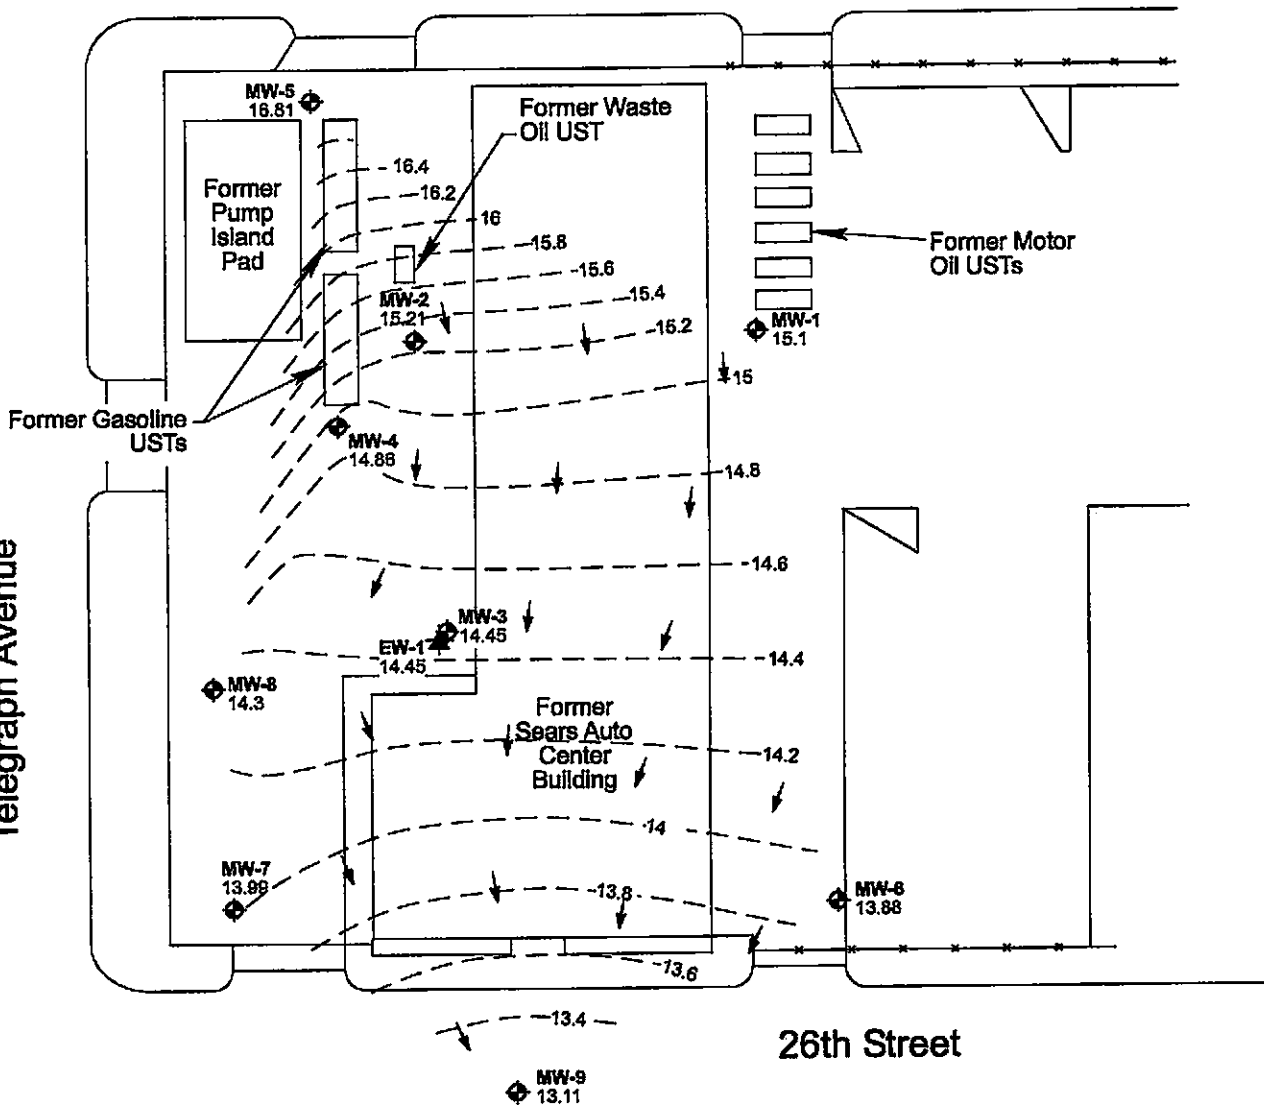 MW-5
16.81
Former Waste
Oil UST
16.4
Former
Pump
Island
Pad
16.2
16
15.8
Former Motor
Oil USTs
15.6
15.4
MW-2
15.21
15.2
MW-1
15.1
15
Former Gasoline
USTs
MW-4
14.86
14.8
14.6
Telegraph Avenue
MW-3
14.45
EW-1
14.45
14.4
MW-8
14.3
Former
Sears Auto
Center
Building
14.2
14
MW-7
13.99
13.8
MW-6
13.88
13.6
13.4
26th Street
MW-9
13.11